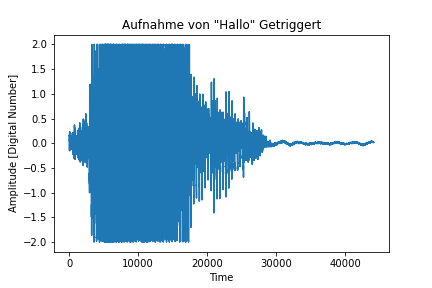 Aufnahme von "Hallo" Getriggert
2.0
1.5
1.0
0.5
0.0
−0.5
−1.0
−1.5
−2.0
Amplitude [Digital Number]
0 10000 20000 30000 40000
Time